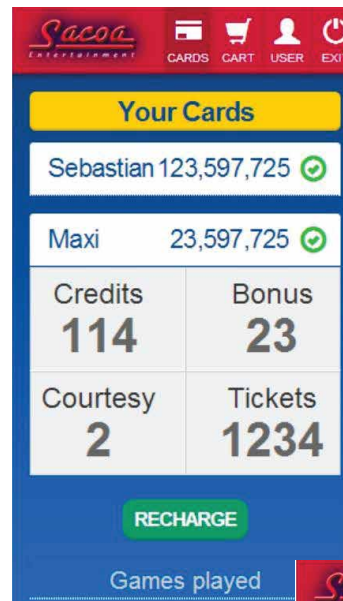 Sacoa
Entertainment
CARDS CART USER EXIT
Your Cards
Sebastian 123,597,725
Maxi 23,597,725
Credits Bonus
114 23
Courtesy Tickets
2 1234
RECHARGE
Games played